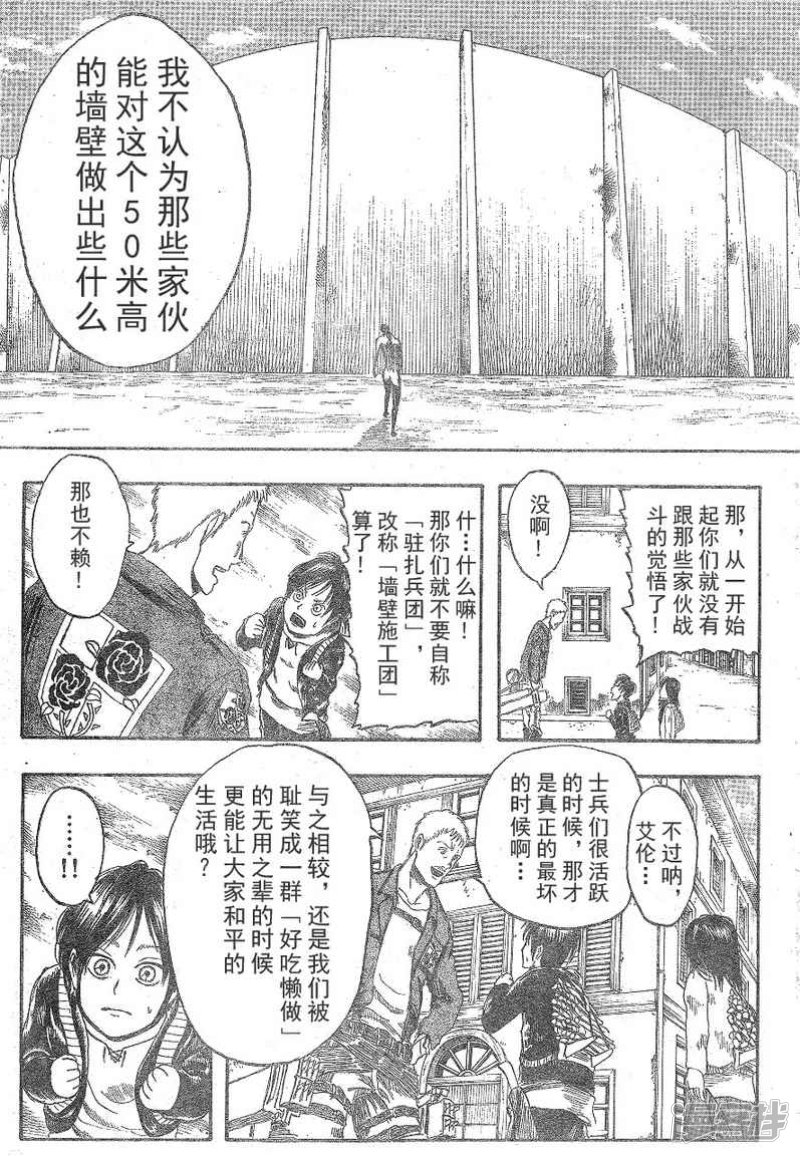 我不认为那些家伙
能对这个50米高
的墙壁做出些什么
那，从一开始
起你们就没有
跟那些家伙战
斗的觉悟了！
没啊！
什…什么嘛！
那你们就不要自称
「驻扎兵团」，
改称「墙壁施工团」
算了！
那也不赖！
不过呐，
艾伦…
士兵们很活跃
的时候，那才
是真正的最坏
的时候啊…
与之相较，还是我们被
耻笑成一群「好吃懒做」
的无用之辈的时候
更能让大家和平的
生活哦？
……!!
漫画伴